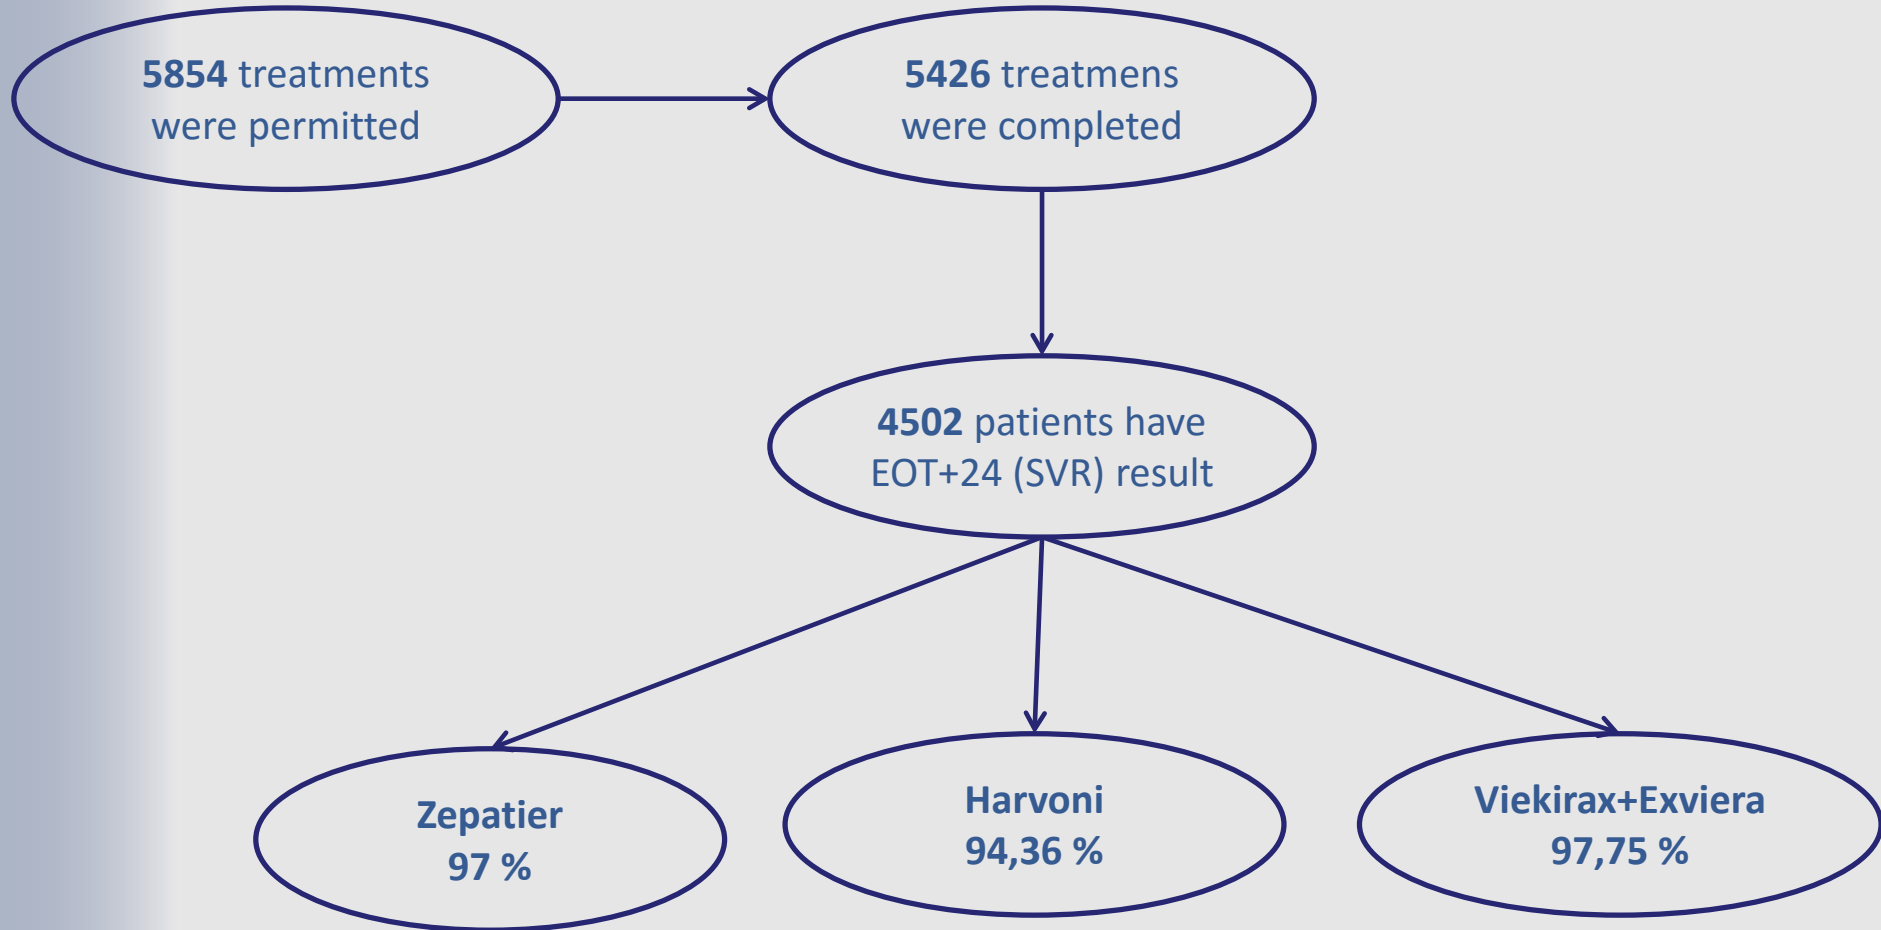 5854 treatments
were permitted
5426 treatmens
were completed
4502 patients have
EOT+24 (SVR) result
Zepatier
97 %
Harvoni
94,36 %
Viekirax+Exviera
97,75 %